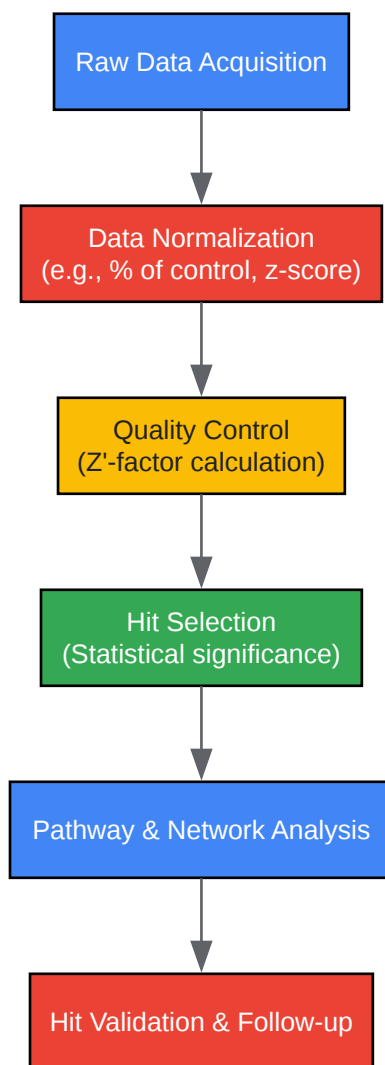 Raw Data Acquisition
Data Normalization
(e.g., % of control, z-score)
Quality Control
(Z'-factor calculation)
Hit Selection
(Statistical significance)
Pathway & Network Analysis
Hit Validation & Follow-up